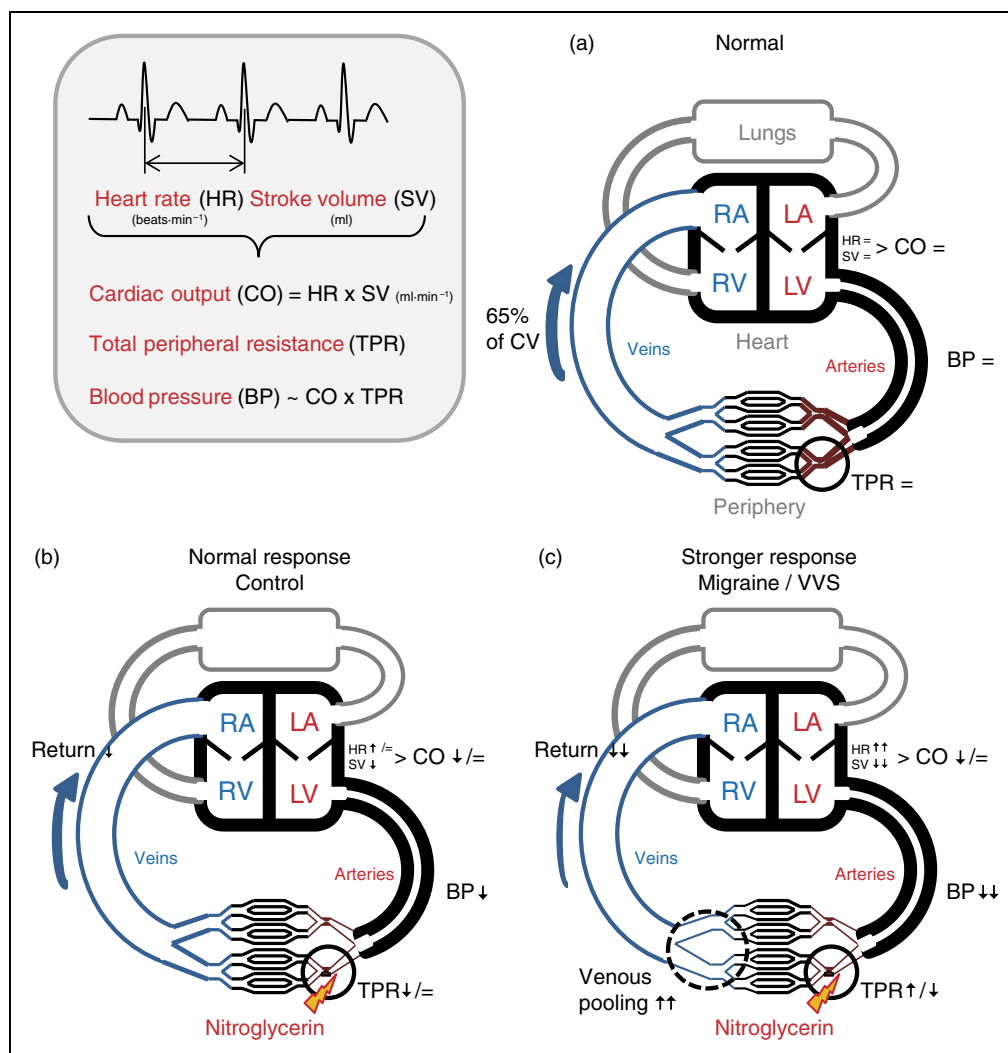 Heart rate (HR) Stroke volume (SV)
(beats·min⁻¹) (ml)
Cardiac output (CO) = HR x SV (ml·min⁻¹)
Total peripheral resistance (TPR)
Blood pressure (BP) ~ CO x TPR
(a) Normal
Lungs
RA LA
HR =
SV = > CO =
RV LV
65%
of CV
Heart
Veins
Arteries
BP =
TPR =
Periphery
(b) Normal response
Control
RA LA
Return ↓
HR ↑ /=
SV ↓ > CO ↓/=
RV LV
Veins
Arteries
BP ↓
TPR↓/=
Nitroglycerin
(c) Stronger response
Migraine / VVS
RA LA
Return ↓↓
HR ↑↑
SV ↓↓ > CO ↓/=
RV LV
Veins
Arteries
BP ↓↓
Venous
pooling ↑↑
TPR↑/↓
Nitroglycerin